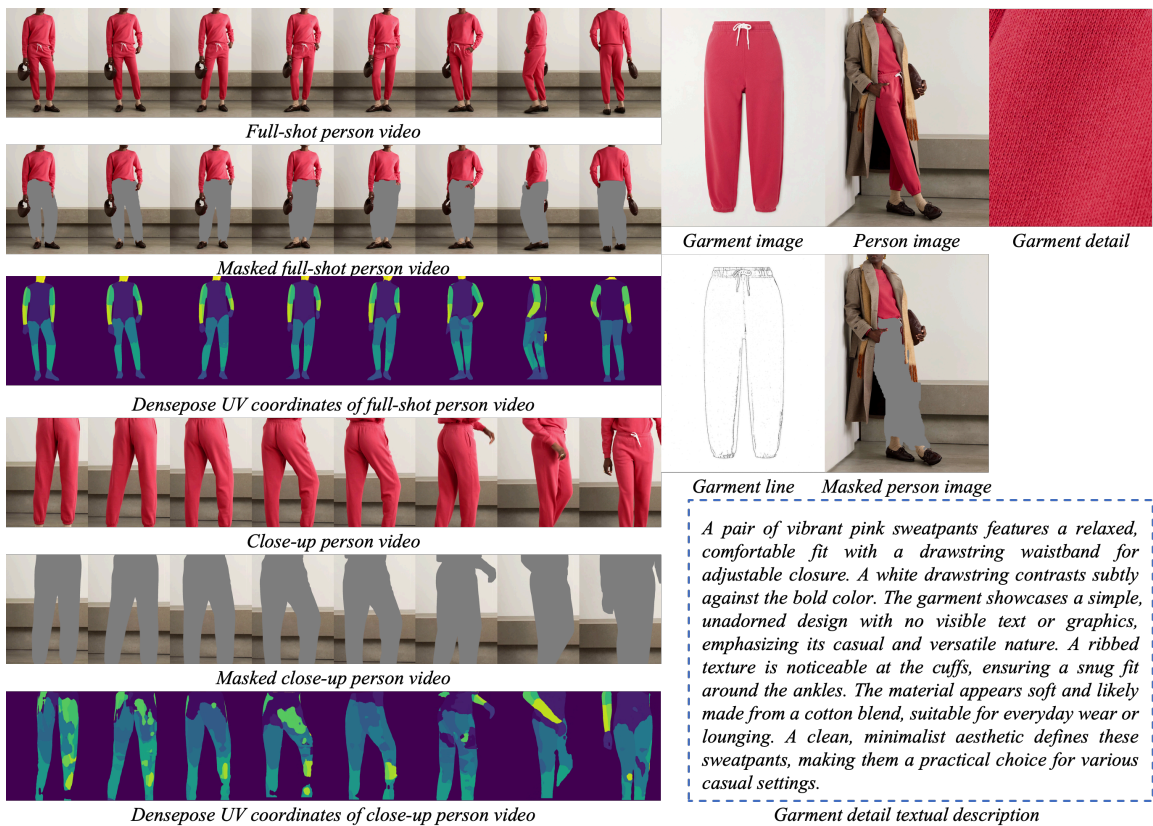 Full-shot person video
Masked full-shot person video
Densepose UV coordinates of full-shot person video
Close-up person video
Masked close-up person video
Densepose UV coordinates of close-up person video
Garment image
Person image
Garment detail
Garment line
Masked person image
A pair of vibrant pink sweatpants features a relaxed,
comfortable fit with a drawstring waistband for
adjustable closure. A white drawstring contrasts subtly
against the bold color. The garment showcases a simple,
unadorned design with no visible text or graphics,
emphasizing its casual and versatile nature. A ribbed
texture is noticeable at the cuffs, ensuring a snug fit
around the ankles. The material appears soft and likely
made from a cotton blend, suitable for everyday wear or
lounging. A clean, minimalist aesthetic defines these
sweatpants, making them a practical choice for various
casual settings.
Garment detail textual description